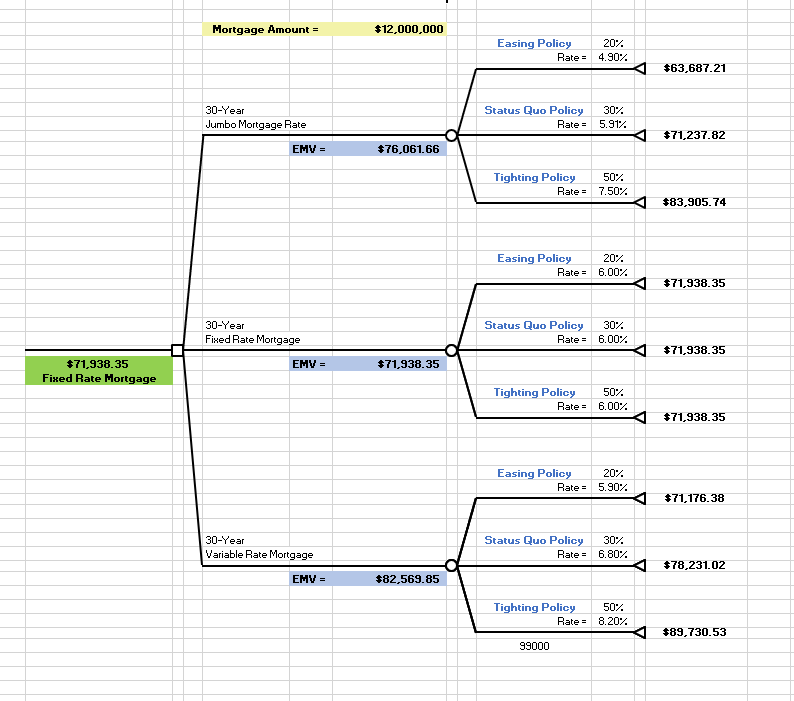 Mortgage Amount = $12,000,000
Easing Policy 20%
Rate = 4.90%
$63,687.21
30-Year
Jumbo Mortgage Rate
Status Quo Policy 30%
Rate = 5.91%
$71,237.82
EMV = $76,061.66
Tighting Policy 50%
Rate = 7.50%
$83,905.74
Easing Policy 20%
Rate = 6.00%
$71,938.35
30-Year
Fixed Rate Mortgage
Status Quo Policy 30%
Rate = 6.00%
$71,938.35
$71,938.35
Fixed Rate Mortgage
EMV = $71,938.35
Tighting Policy 50%
Rate = 6.00%
$71,938.35
Easing Policy 20%
Rate = 5.90%
$71,176.38
30-Year
Variable Rate Mortgage
Status Quo Policy 30%
Rate = 6.80%
$78,231.02
EMV = $82,569.85
Tighting Policy 50%
Rate = 8.20%
$89,730.53
99000